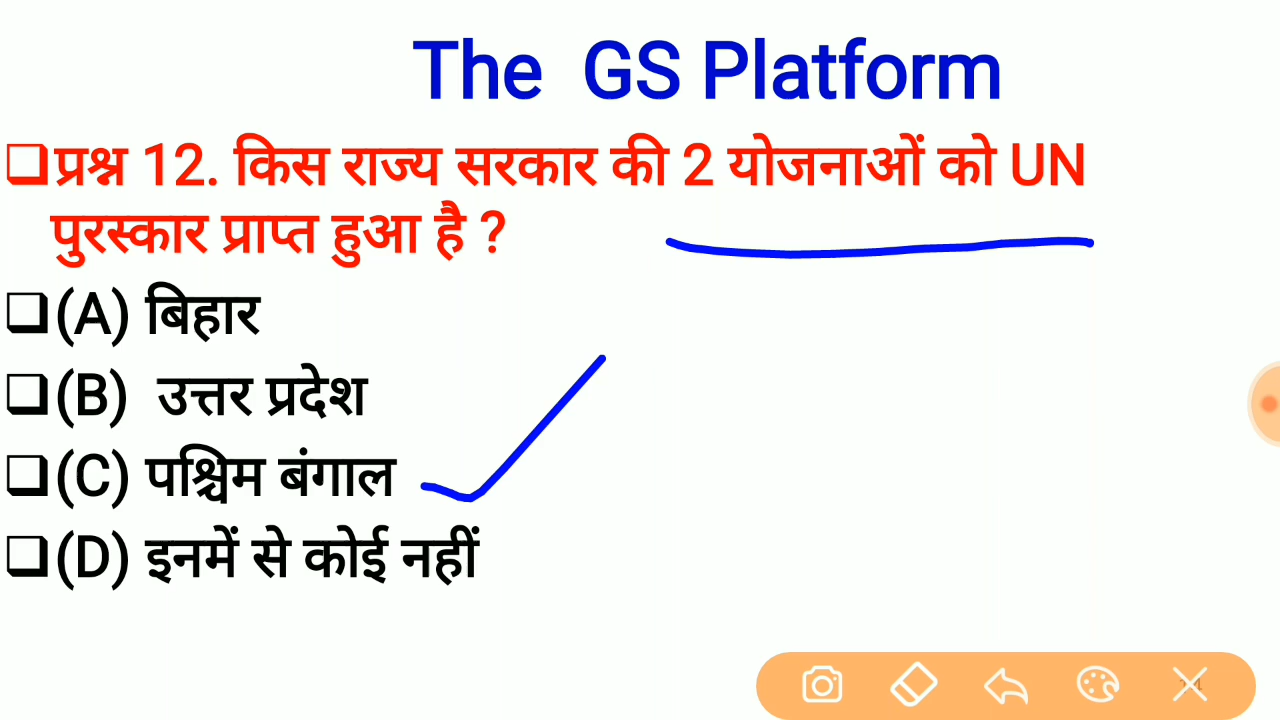 The GS Platform
❑प्रश्न 12. किस राज्य सरकार की 2 योजनाओं को UN
पुरस्कार प्राप्त हुआ है ?
❑(A) बिहार
❑(B) उत्तर प्रदेश
❑(C) पश्चिम बंगाल
❑(D) इनमें से कोई नहीं